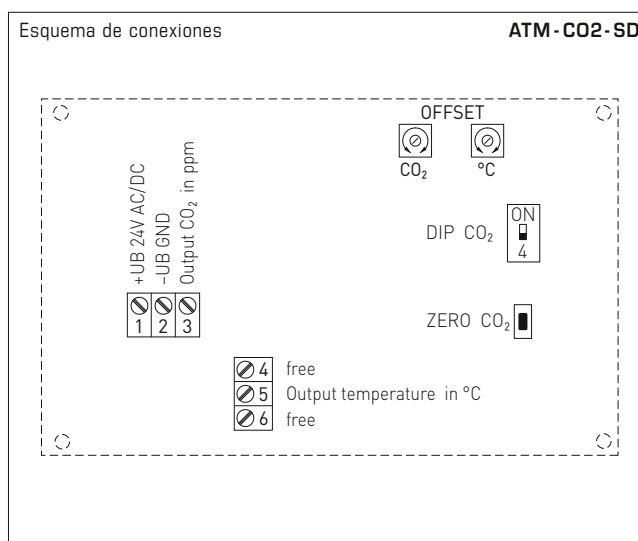 Esquema de conexiones
ATM-CO2-SD
OFFSET
CO₂
°C
+UB 24V AC/DC
-UB GND
Output CO₂ in ppm
1 2 3
DIP CO₂
ON
4
ZERO CO₂
4 free
5 Output temperature in °C
6 free